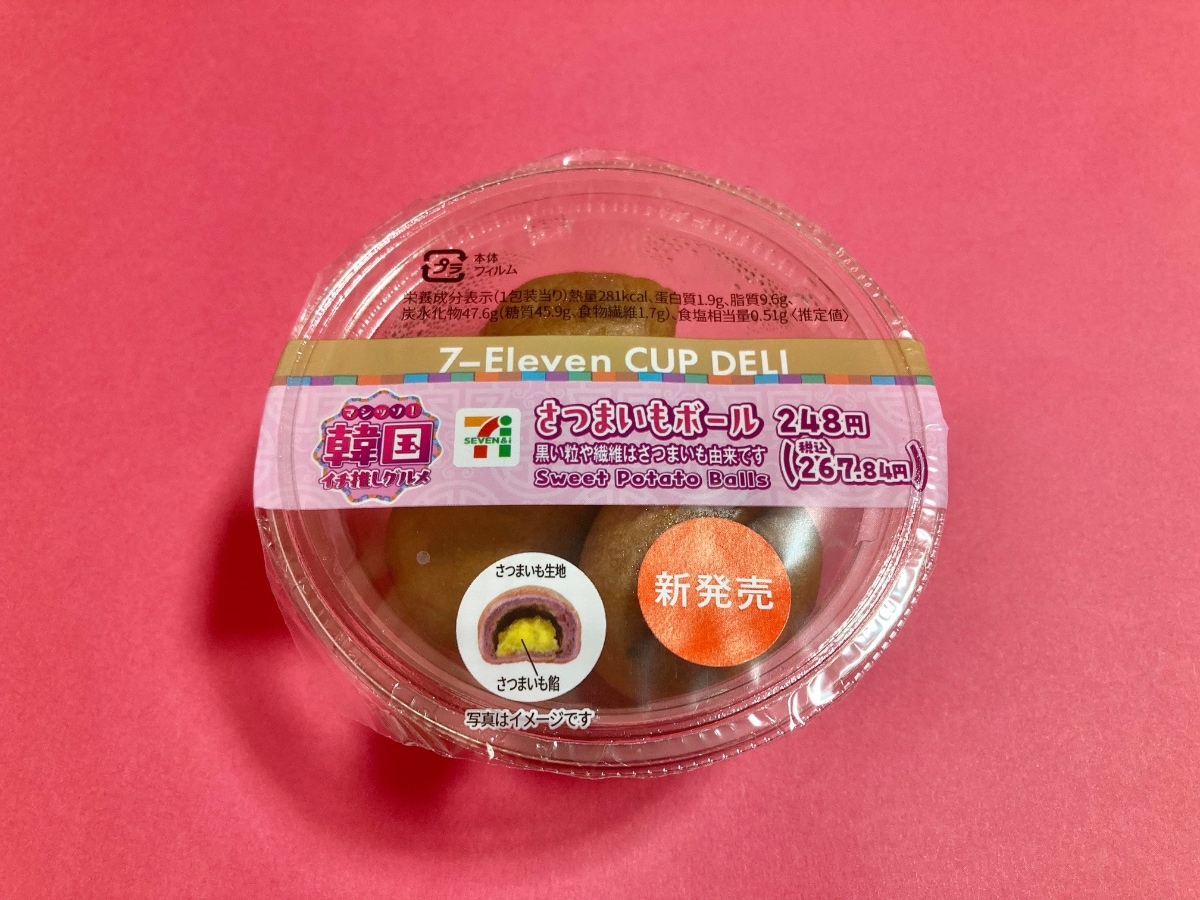 プラ
本体
フィルム
栄養成分表示(1包装当り)熱量281kcal、蛋白質1.9g、脂質9.6g、
炭水化物47.6g(糖質45.9g、食物繊維1.7g)、食塩相当量0.51g〈推定値〉
7-Eleven CUP DELI
マシッソ!
韓国
イチ推しグルメ
7i
SEVEN&i
さつまいもボール 248円
黒い粒や繊維はさつまいも由来です
(税込267.84円)
Sweet Potato Balls
新発売
さつまいも生地
さつまいも餡
写真はイメージです